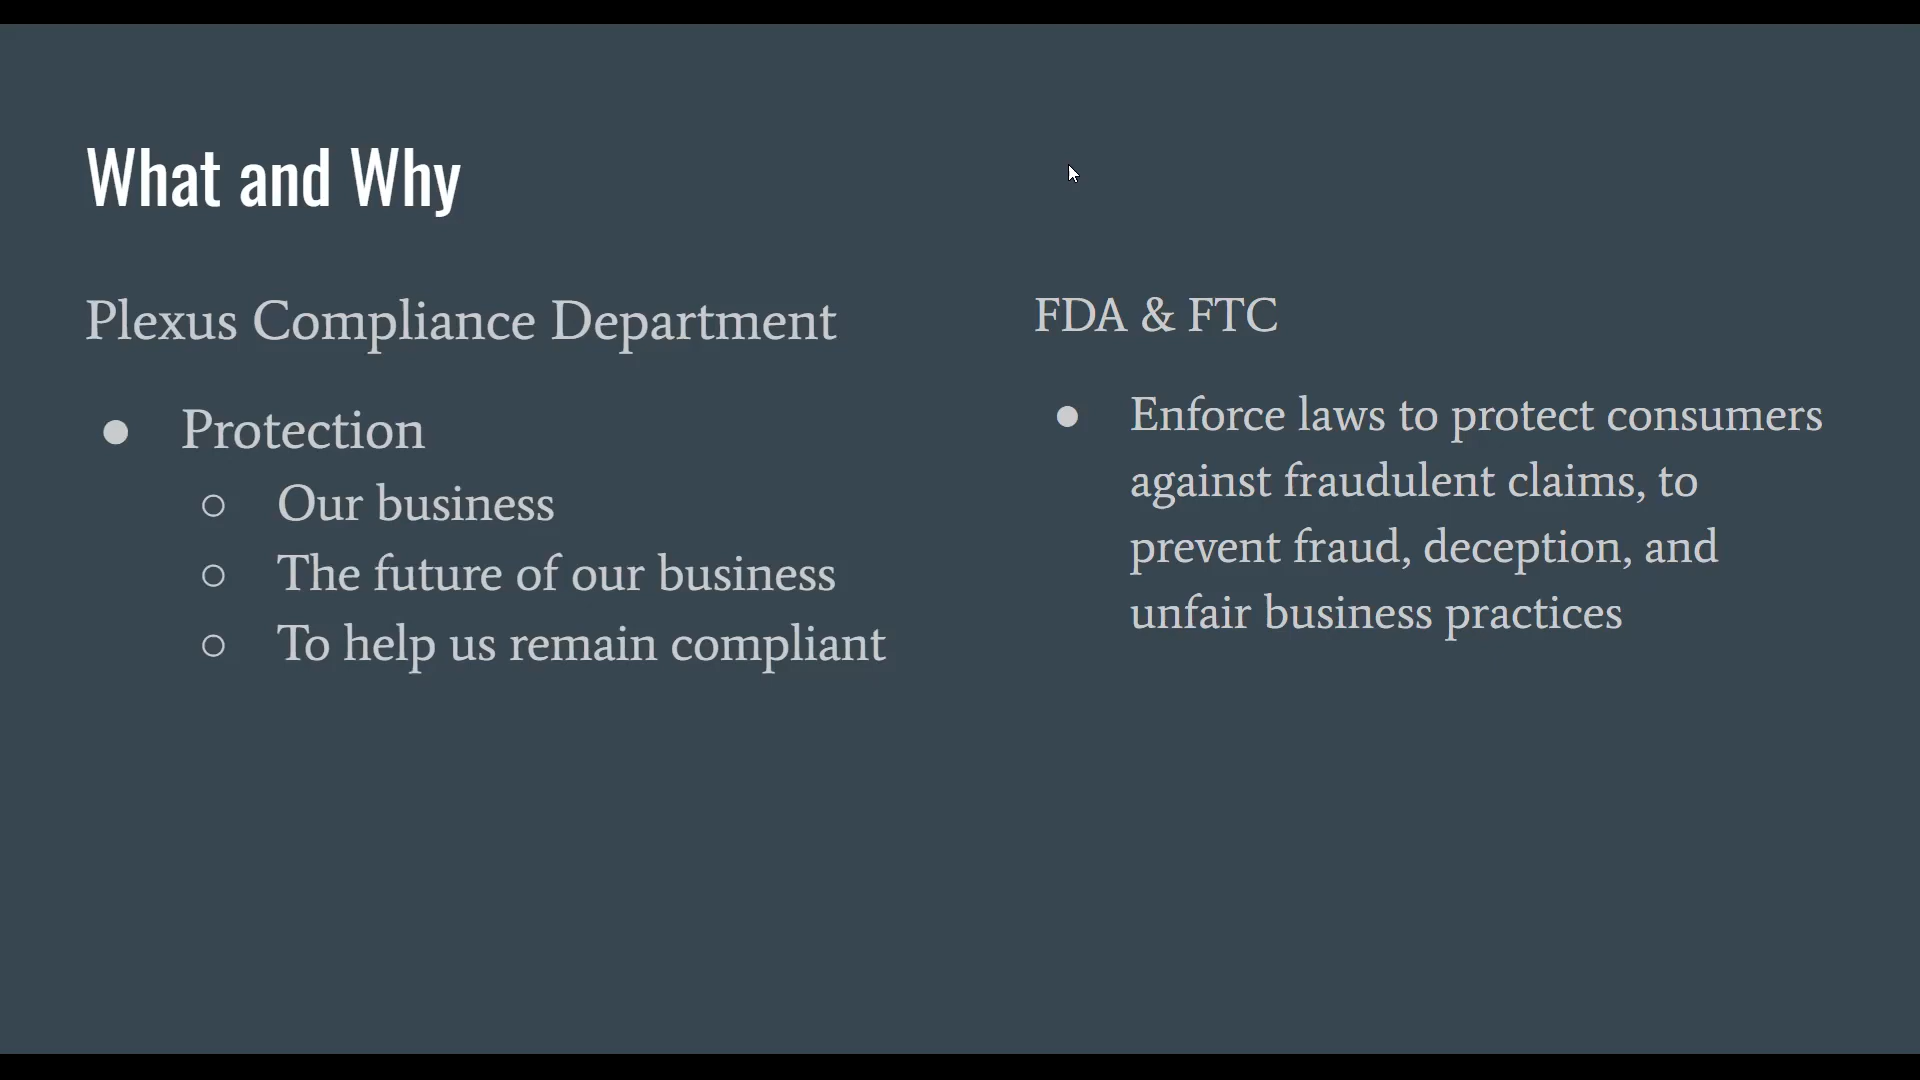 What and Why
Plexus Compliance Department
● Protection
○ Our business
○ The future of our business
○ To help us remain compliant
FDA & FTC
● Enforce laws to protect consumers
against fraudulent claims, to
prevent fraud, deception, and
unfair business practices